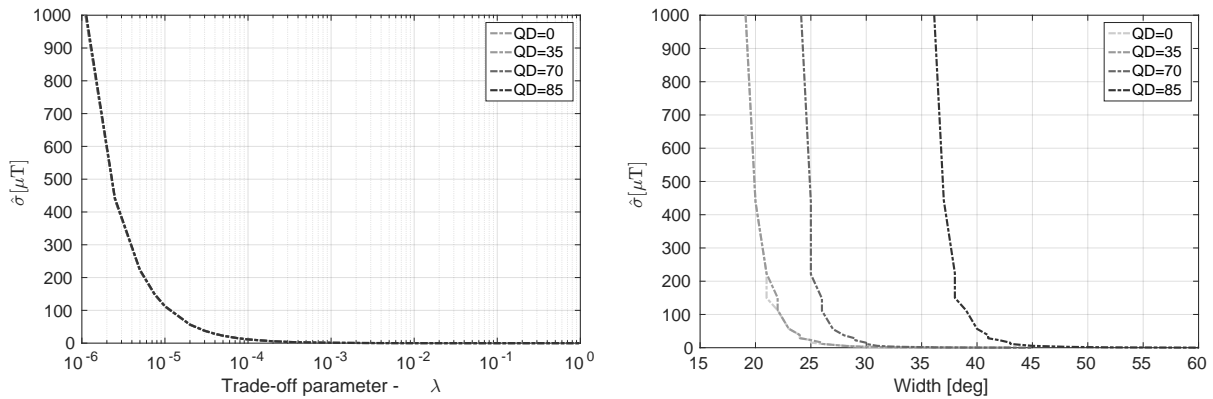 1000
900
800
700
600
500
400
300
200
100
0
σ̂ [μT]
10^-6 10^-5 10^-4 10^-3 10^-2 10^-1 10^0
Trade-off parameter - λ
QD=0
QD=35
QD=70
QD=85
1000
900
800
700
600
500
400
300
200
100
0
σ̂ [μT]
15 20 25 30 35 40 45 50 55 60
Width [deg]
QD=0
QD=35
QD=70
QD=85